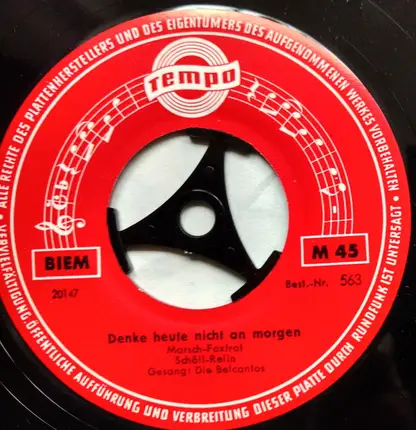 ALLE RECHTE DES PLATTENHERSTELLERS UND DES EIGENTÜMERS DES AUFGENOMMENEN WERKES VORBEHALTEN
Tempo
BIEM
M 45
20147
Best.-Nr. 563
Denke heute nicht an morgen
Marsch-Foxtrot
Schöll-Relin
Gesang: Die Belcantos
VERVIELFÄLTIGUNG, ÖFFENTLICHE AUFFÜHRUNG UND VERBREITUNG DIESER PLATTE DURCH RUNDFUNK IST UNTERSAGT